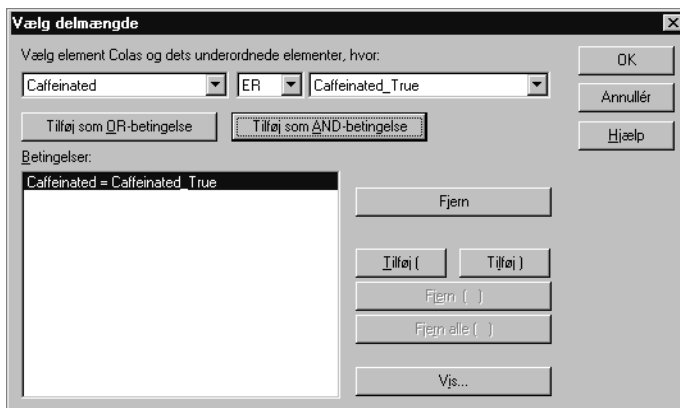 Vælg delmængde
Vælg element Colas og dets underordnede elementer, hvor:
Caffeinated ER Caffeinated_True
Tilføj som OR-betingelse Tilføj som AND-betingelse
Betingelser:
Caffeinated = Caffeinated_True
OK
Annullér
Hjælp
Fjern
Tilføj ( Tilføj )
Fjern ( )
Fjern alle ( )
Vis...